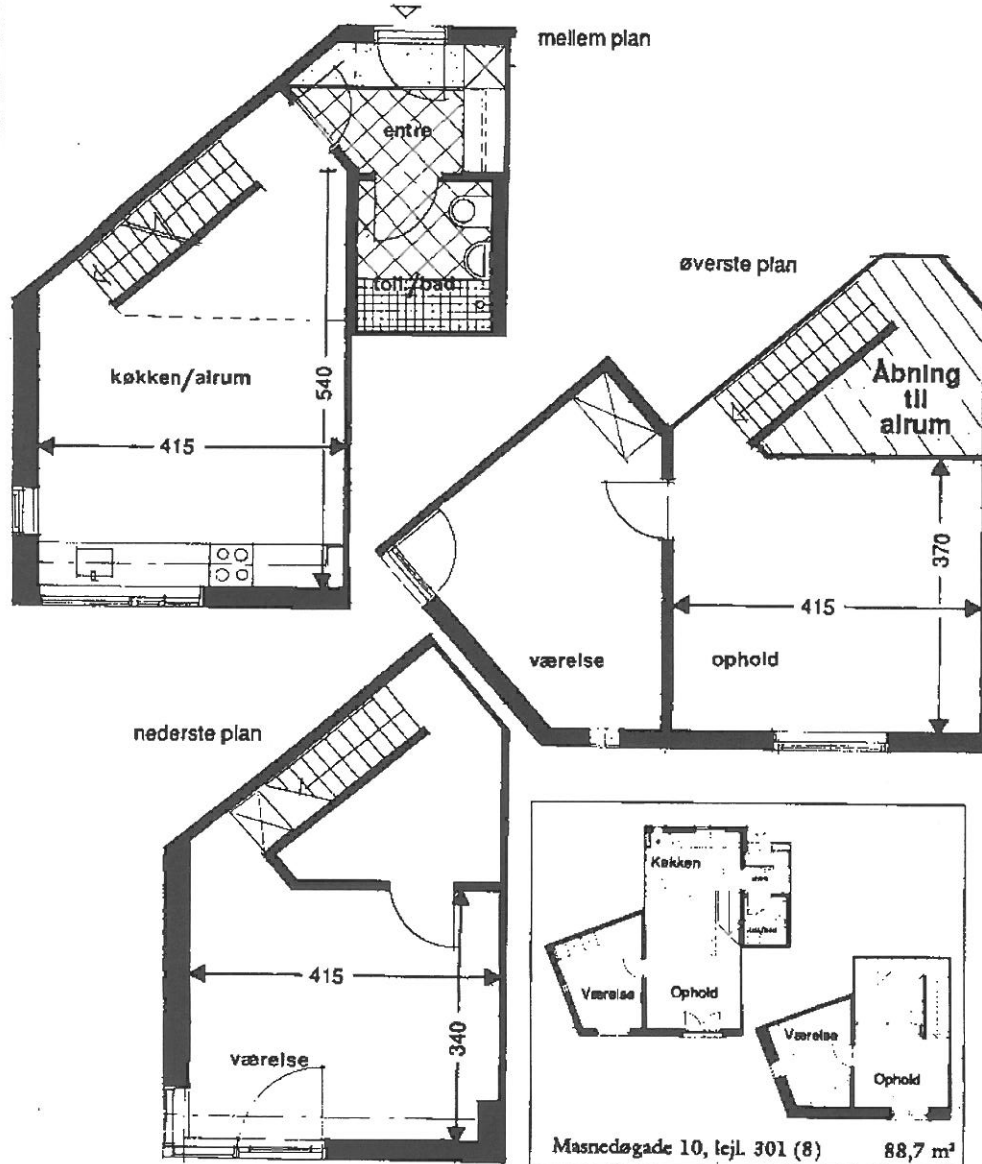 mellem plan
entre
toil./bad
køkken/alrum
540
415
øverste plan
Åbning
til
alrum
370
415
værelse
ophold
nederste plan
415
340
værelse
Køkken
Værelse
Ophold
Værelse
Ophold
Masnedøgade 10, lejl. 301 (8) 88,7 m²